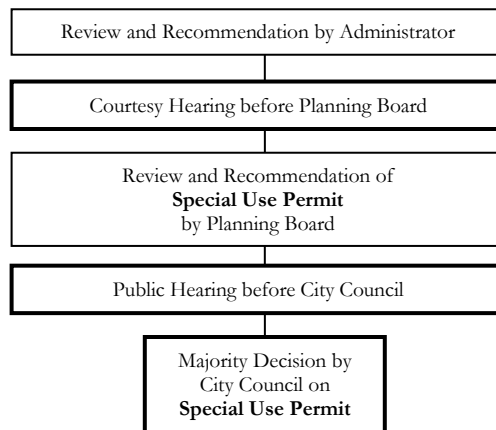 Review and Recommendation by Administrator
Courtesy Hearing before Planning Board
Review and Recommendation of
Special Use Permit
by Planning Board
Public Hearing before City Council
Majority Decision by
City Council on
Special Use Permit